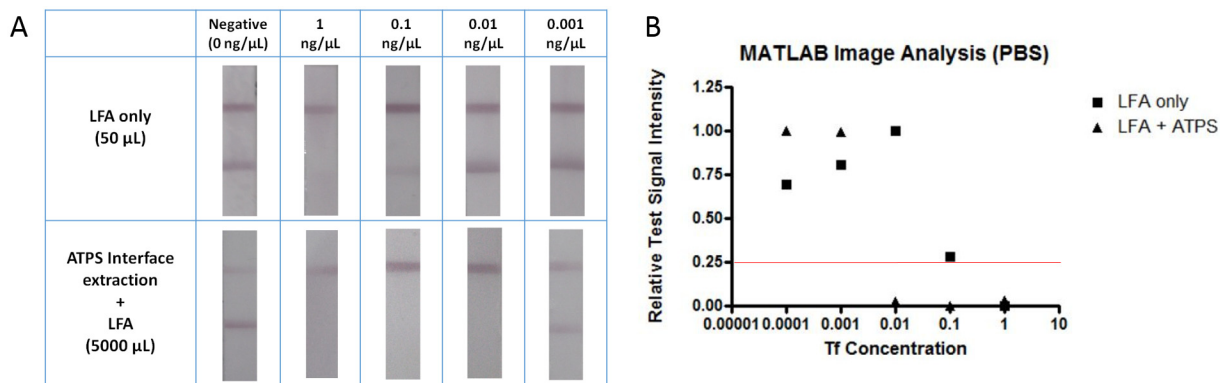 A
Negative
(0 ng/µL)
1
ng/µL
0.1
ng/µL
0.01
ng/µL
0.001
ng/µL
LFA only
(50 µL)
ATPS Interface
extraction
+
LFA
(5000 µL)
B
MATLAB Image Analysis (PBS)
Relative Test Signal Intensity
1.25
1.00
0.75
0.50
0.25
0.00
0.00001
0.0001
0.001
0.01
0.1
1
10
Tf Concentration
LFA only
LFA + ATPS